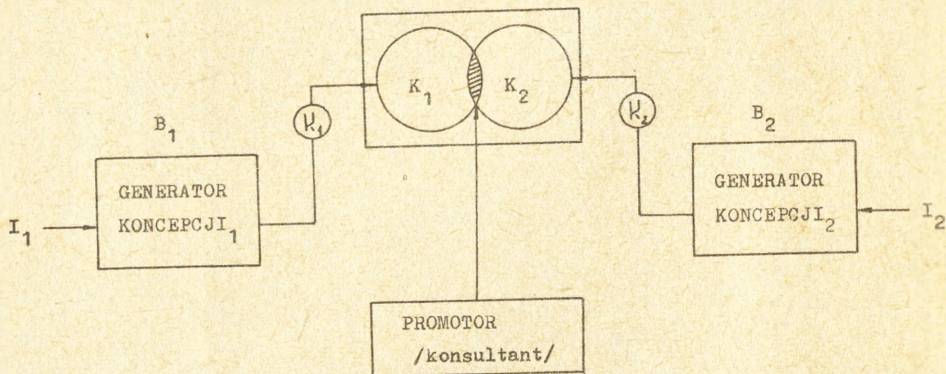 K₁ K₂
K₁
K₂
B₁
B₂
GENERATOR
KONCEPCJI₁
GENERATOR
KONCEPCJI₂
I₁
I₂
PROMOTOR
/konsultant/